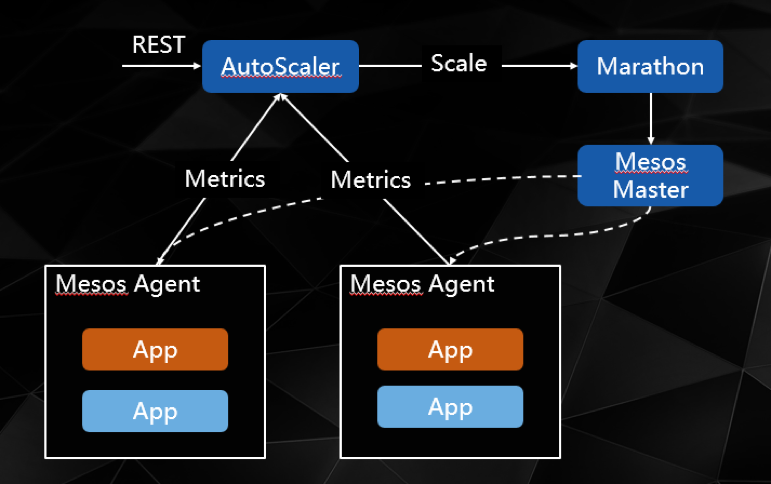 REST
AutoScaler
Scale
Marathon
Mesos
Master
Metrics
Metrics
Mesos Agent
App
App
Mesos Agent
App
App